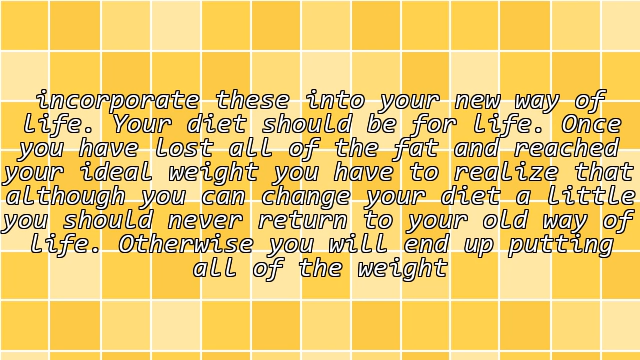 incorporate these into your new way of
life. Your diet should be for life. Once
you have lost all of the fat and reached
your ideal weight you have to realize that
although you can change your diet a little
you should never return to your old way of
life. Otherwise you will end up putting
all of the weight